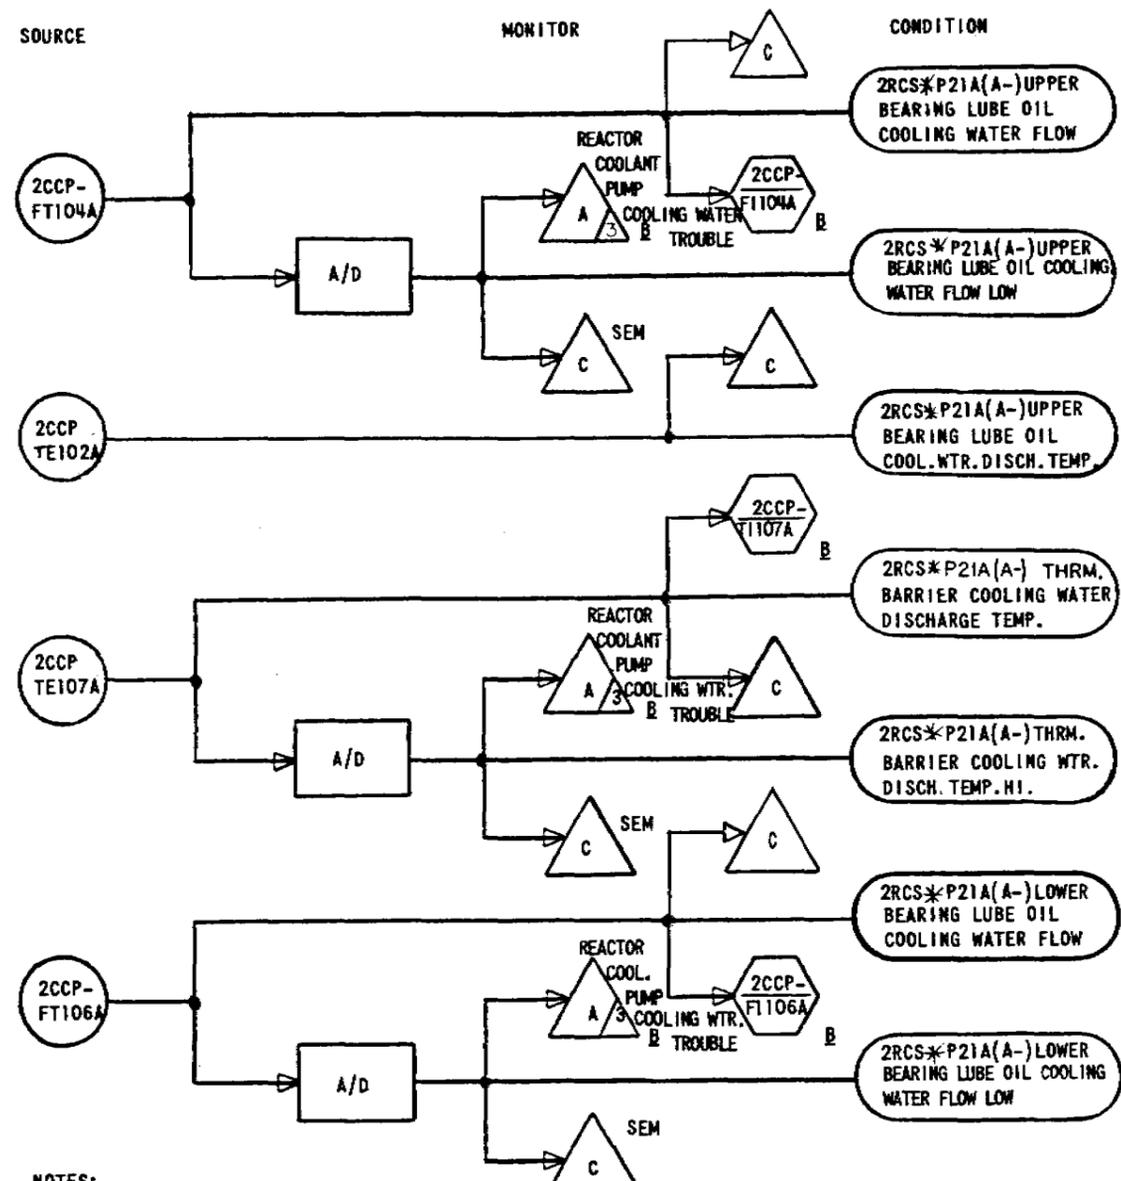 SOURCE
MONITOR
CONDITION
C
2RCS*P21A(A-)UPPER
BEARING LUBE OIL
COOLING WATER FLOW
REACTOR
COOLANT
PUMP
COOLING WATER
TROUBLE
A
3
B
2CCP-
FT104A
2CCP-
FI104A
B
A/D
2RCS*P21A(A-)UPPER
BEARING LUBE OIL COOLING
WATER FLOW LOW
SEM
C
C
2CCP
TE102A
2RCS*P21A(A-)UPPER
BEARING LUBE OIL
COOL.WTR.DISCH.TEMP.
2CCP-
TI107A
B
2RCS*P21A(A-) THRM.
BARRIER COOLING WATER
DISCHARGE TEMP.
REACTOR
COOLANT
PUMP
COOLING WTR.
TROUBLE
A
3
B
C
2CCP
TE107A
A/D
2RCS*P21A(A-)THRM.
BARRIER COOLING WTR.
DISCH.TEMP.HI.
SEM
C
C
2RCS*P21A(A-)LOWER
BEARING LUBE OIL
COOLING WATER FLOW
REACTOR
COOL.
PUMP
COOLING WTR.
TROUBLE
A
3
B
2CCP-
FT106A
2CCP-
FI106A
B
A/D
2RCS*P21A(A-)LOWER
BEARING LUBE OIL COOLING
WATER FLOW LOW
SEM
C
NOTES: